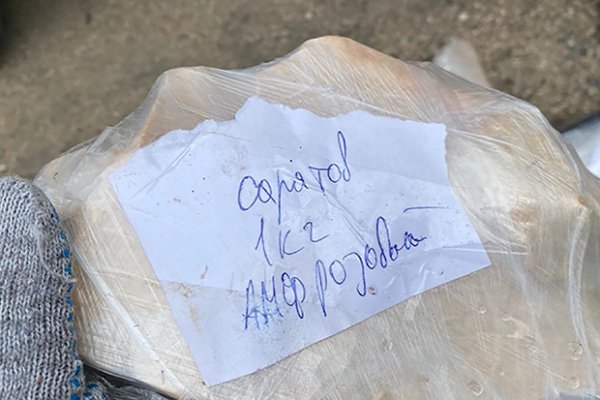 саратов
1 кг
АМФ розовый